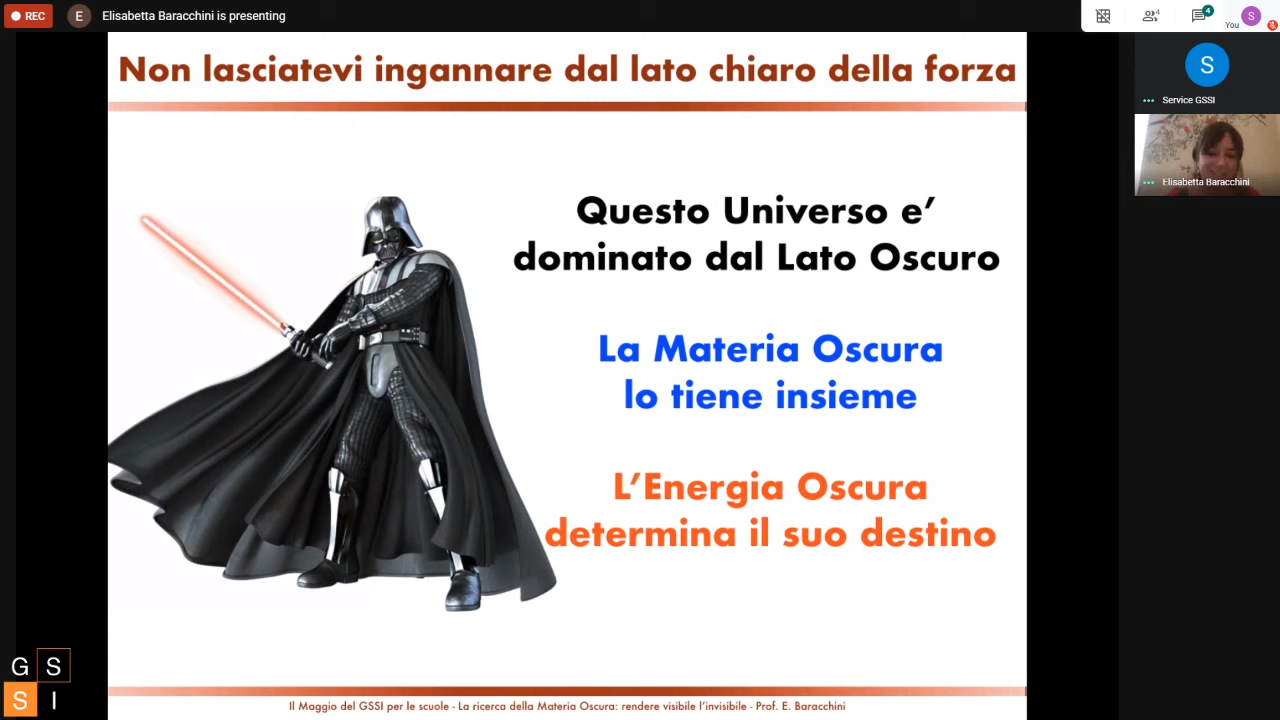 REC
E
Elisabetta Baracchini is presenting
4
4
You
S
Non lasciatevi ingannare dal lato chiaro della forza
S
Service GSSI
Elisabetta Baracchini
Questo Universo e’
dominato dal Lato Oscuro
La Materia Oscura
lo tiene insieme
L’Energia Oscura
determina il suo destino
G S
S I
Il Maggio del GSSI per le scuole - La ricerca della Materia Oscura: rendere visibile l’invisibile - Prof. E. Baracchini